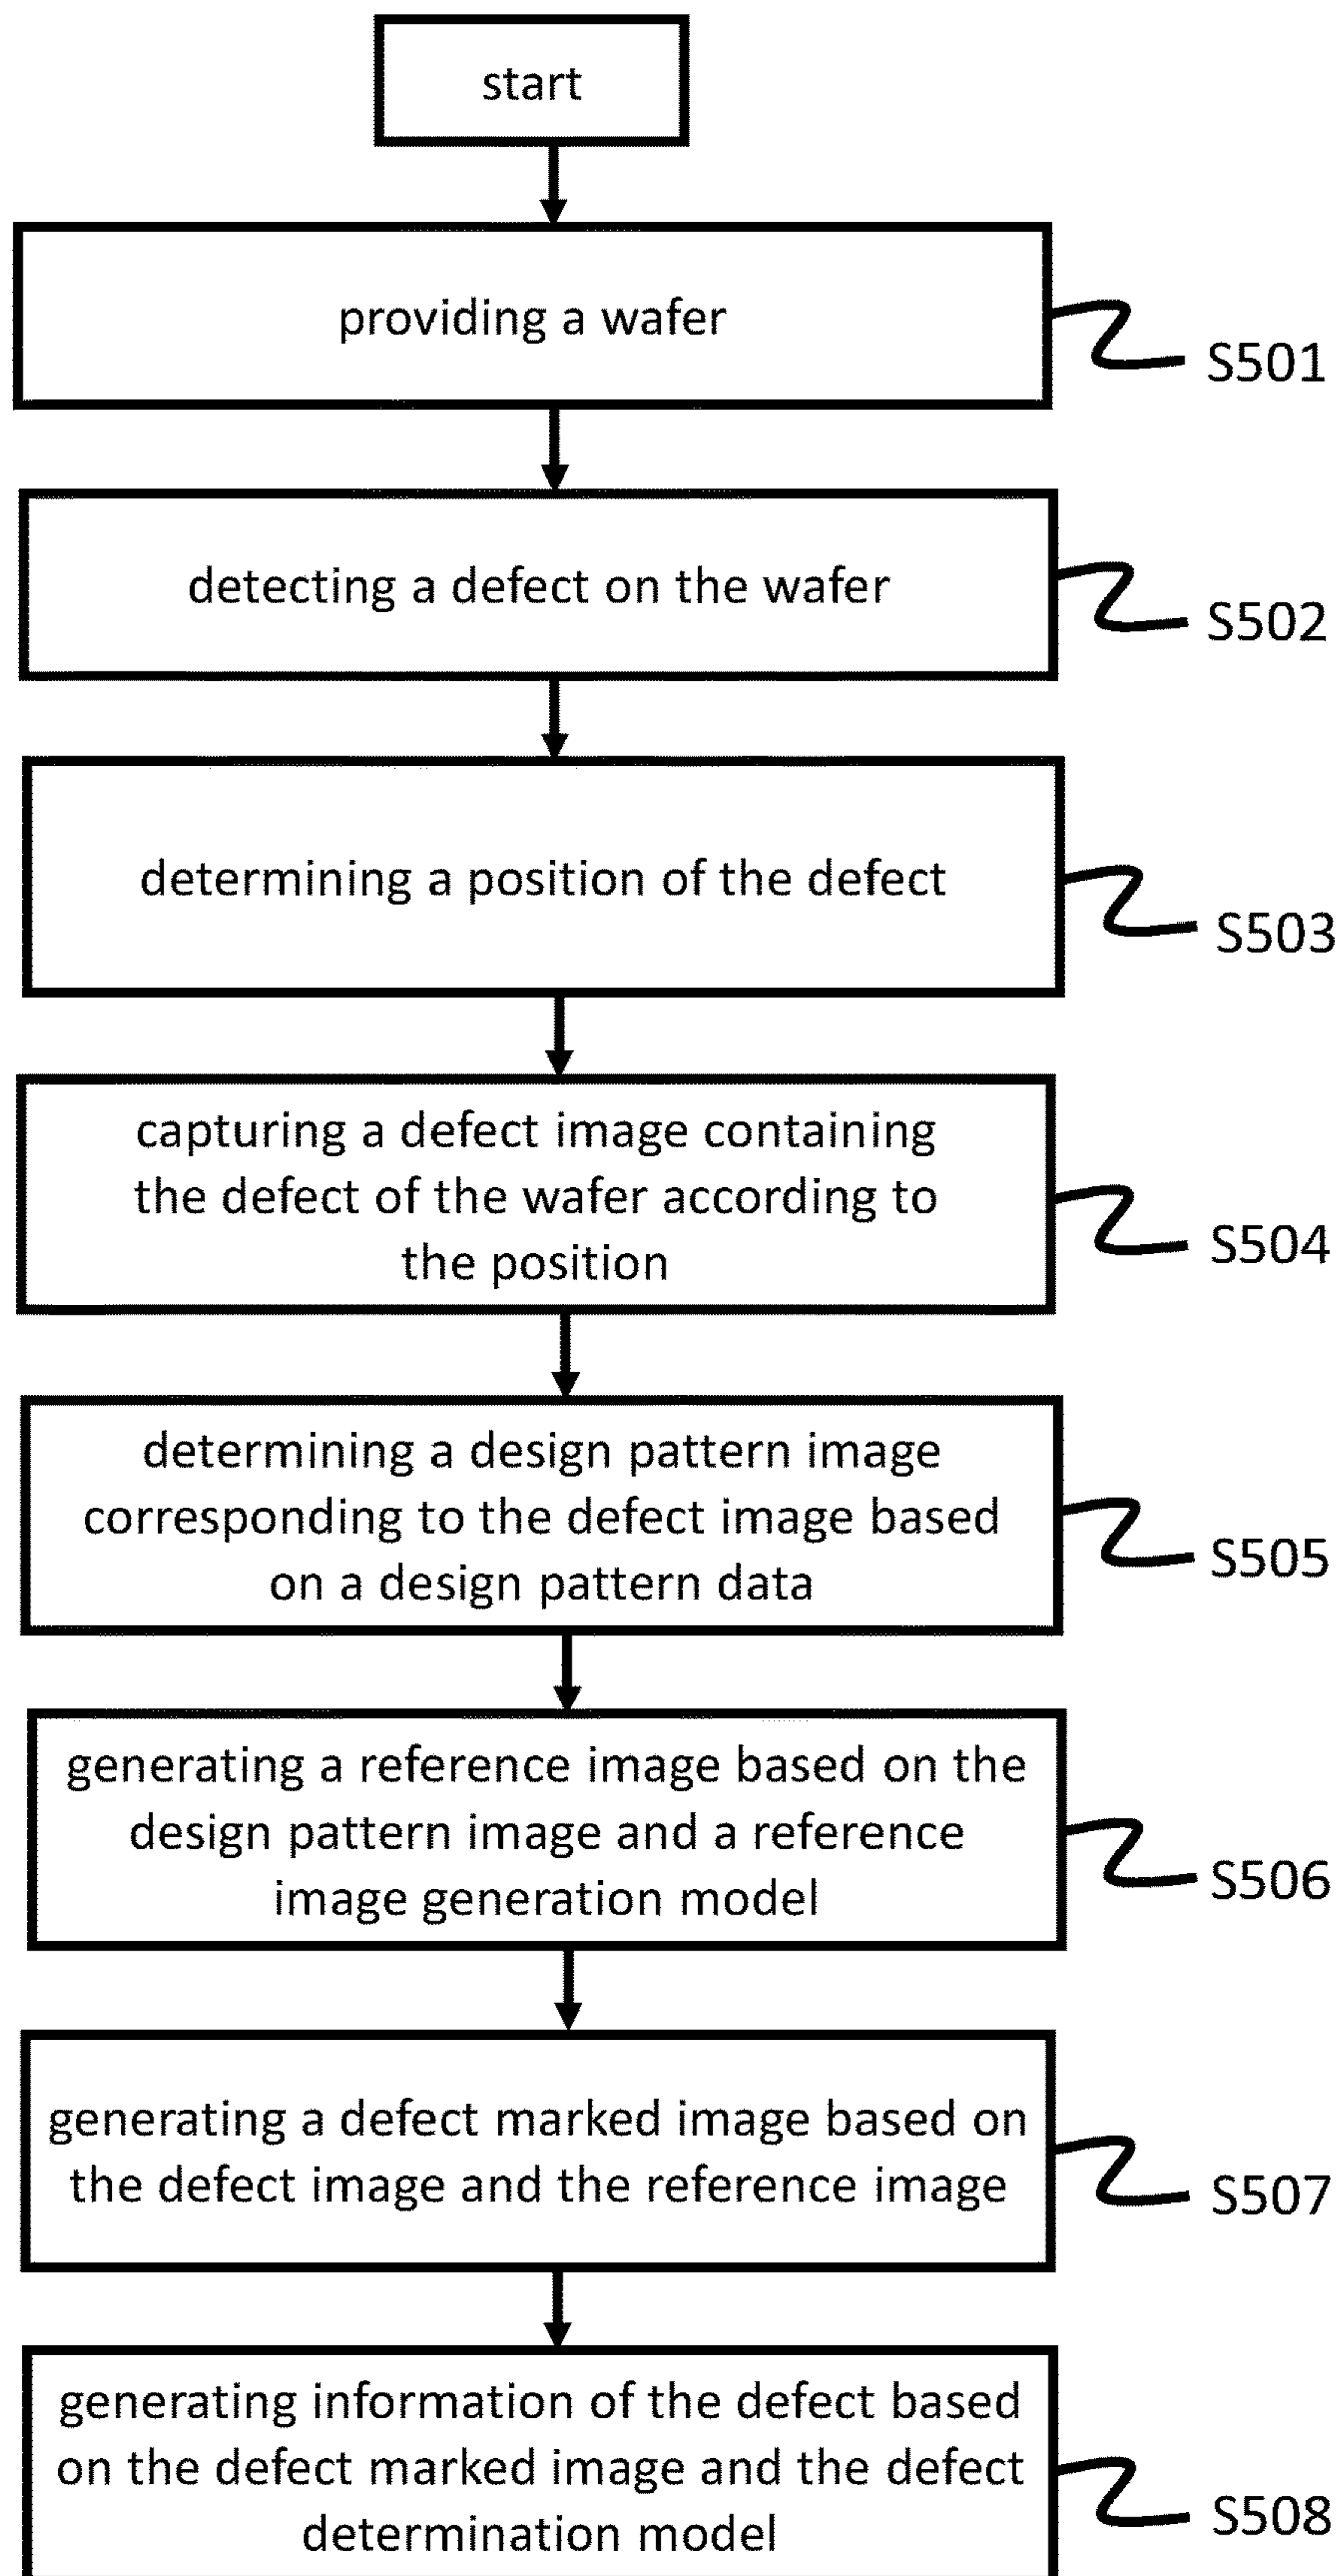 start
providing a wafer
S501
detecting a defect on the wafer
S502
determining a position of the defect
S503
capturing a defect image containing
the defect of the wafer according to
the position
S504
determining a design pattern image
corresponding to the defect image based
on a design pattern data
S505
generating a reference image based on the
design pattern image and a reference
image generation model
S506
generating a defect marked image based on
the defect image and the reference image
S507
generating information of the defect based
on the defect marked image and the defect
determination model
S508